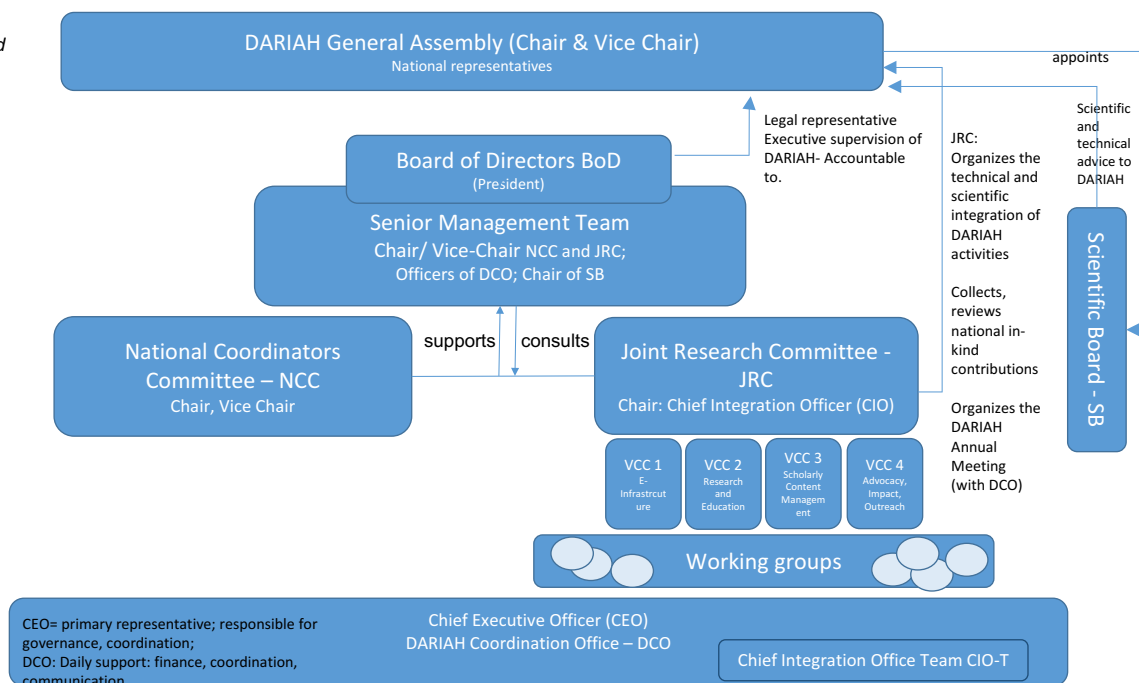 d
DARIAH General Assembly (Chair & Vice Chair)
National representatives
appoints
Board of Directors BoD
(President)
Legal representative
Executive supervision of
DARIAH- Accountable
to.
JRC:
Organizes the
technical and
scientific
integration of
DARIAH
activities
Collects,
reviews
national in-
kind
contributions
Organizes the
DARIAH
Annual
Meeting
(with DCO)
Scientific
and
technical
advice to
DARIAH
Scientific Board - SB
Senior Management Team
Chair/ Vice-Chair NCC and JRC;
Officers of DCO; Chair of SB
supports
consults
National Coordinators
Committee – NCC
Chair, Vice Chair
Joint Research Committee -
JRC
Chair: Chief Integration Officer (CIO)
VCC 1
E-
Infrastrcut
ure
VCC 2
Research
and
Education
VCC 3
Scholarly
Content
Managem
ent
VCC 4
Advocacy,
Impact,
Outreach
Working groups
CEO= primary representative; responsible for
governance, coordination;
DCO: Daily support: finance, coordination,
communication
Chief Executive Officer (CEO)
DARIAH Coordination Office – DCO
Chief Integration Office Team CIO-T